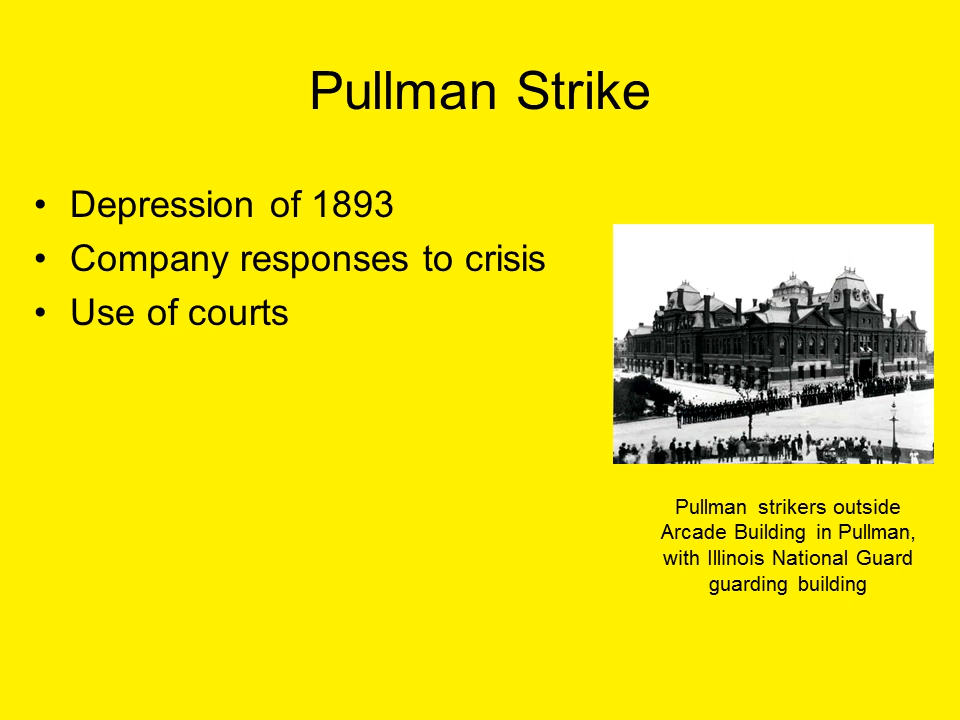 Pullman Strike
• Depression of 1893
• Company responses to crisis
• Use of courts
Pullman strikers outside
Arcade Building in Pullman,
with Illinois National Guard
guarding building